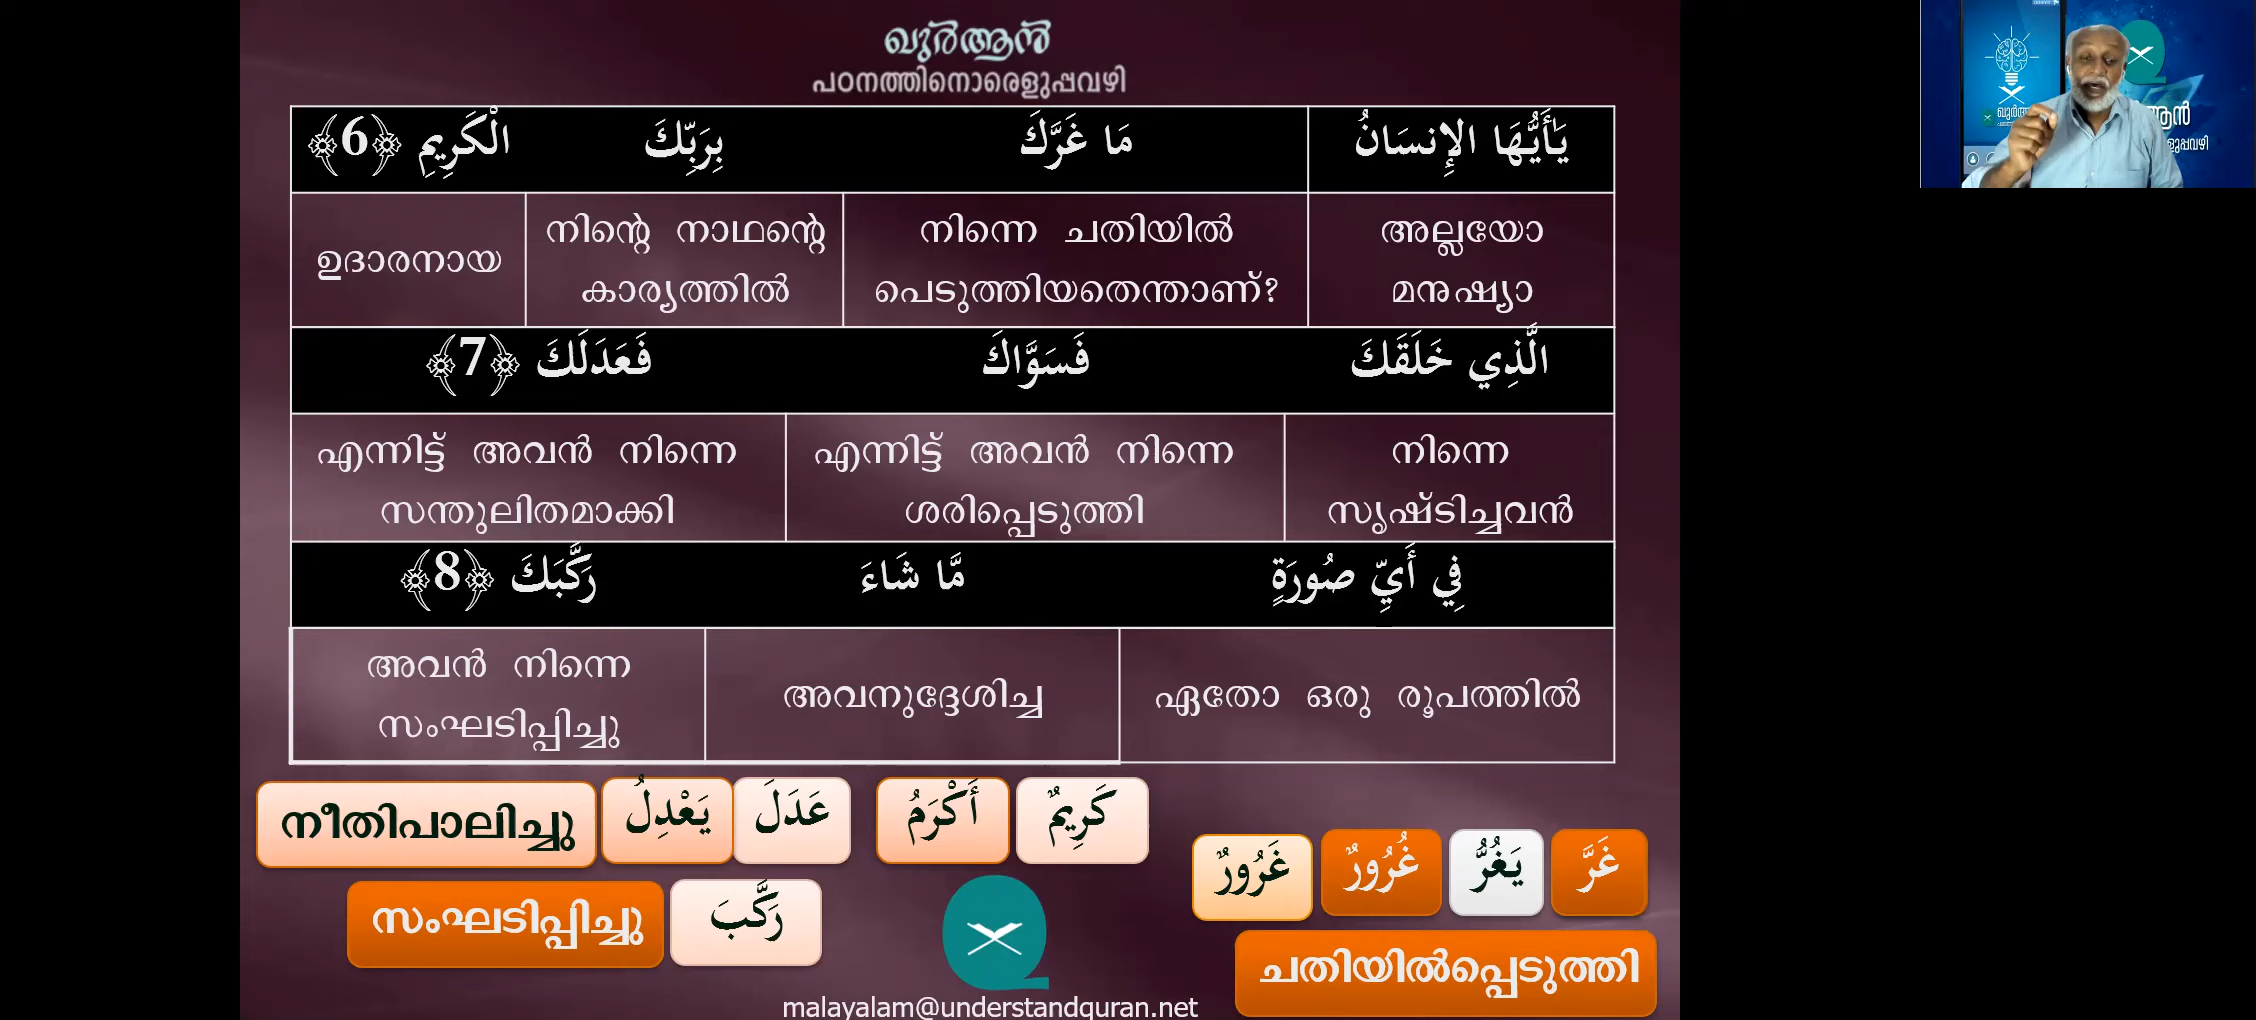 ഖുർആൻ
പഠനത്തിനൊരെളുപ്പവഴി
يَٰٓأَيُّهَا الإِنسَانُ مَا غَرَّكَ بِرَبِّكَ الْكَرِيمِ ﴿6﴾
അല്ലയോ മനുഷ്യാ
നിന്നെ ചതിയിൽ പെടുത്തിയതെന്താണ്?
നിന്റെ നാഥന്റെ കാര്യത്തിൽ
ഉദാരനായ
الَّذِي خَلَقَكَ فَسَوَّاكَ فَعَدَلَكَ ﴿7﴾
നിന്നെ സൃഷ്ടിച്ചവൻ
എന്നിട്ട് അവൻ നിന്നെ ശരിപ്പെടുത്തി
എന്നിട്ട് അവൻ നിന്നെ സന്തുലിതമാക്കി
فِي أَيِّ صُورَةٍ مَّا شَاءَ رَكَّبَكَ ﴿8﴾
ഏതോ ഒരു രൂപത്തിൽ
അവനുദ്ദേശിച്ച
അവൻ നിന്നെ സംഘടിപ്പിച്ചു
كَرِيمٌ أَكْرَمُ
عَدَلَ يَعْدِلُ നീതിപാലിച്ചു
غَرَّ يَغُرُّ غُرُورٌ غَرُورٌ
ചതിയിൽപ്പെടുത്തി
رَكَّبَ സംഘടിപ്പിച്ചു
malayalam@understandquran.net